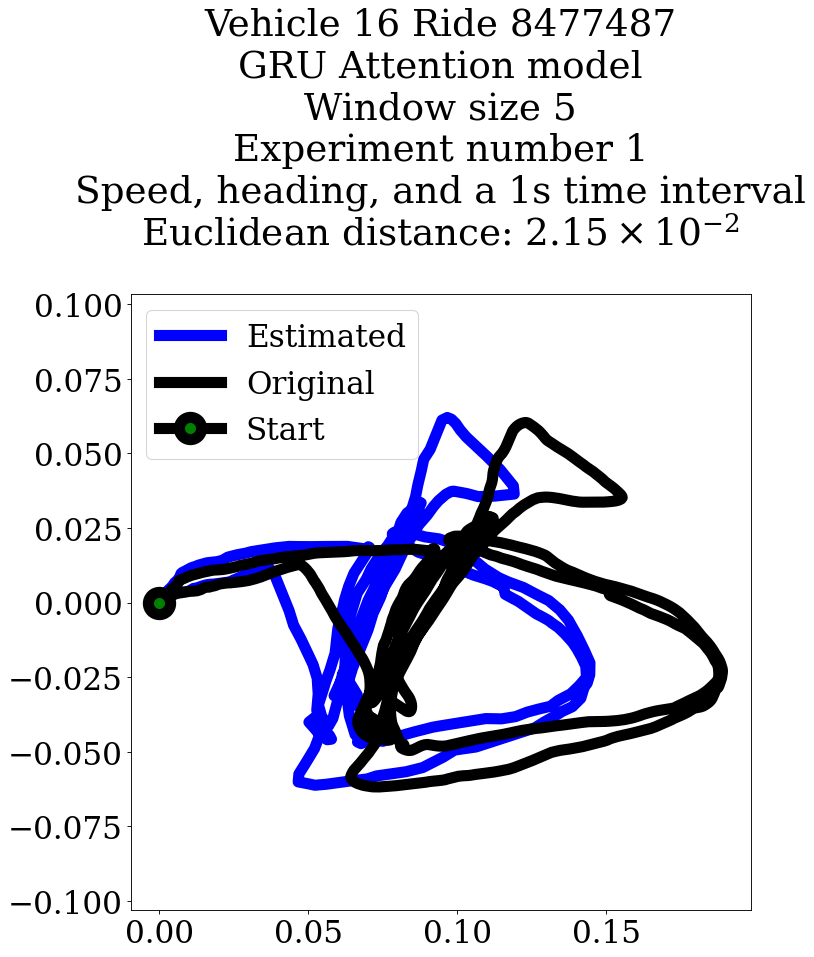 Vehicle 16 Ride 8477487
GRU Attention model
Window size 5
Experiment number 1
Speed, heading, and a 1s time interval
Euclidean distance: 2.15 × 10⁻²
0.100
0.075
0.050
0.025
0.000
−0.025
−0.050
−0.075
−0.100
Estimated
Original
Start
0.00 0.05 0.10 0.15